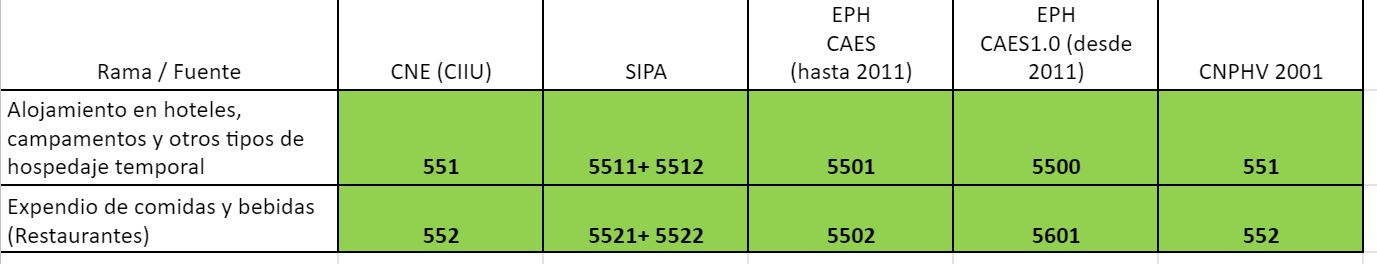 Rama / Fuente
CNE (CIIU)
SIPA
EPH
CAES
(hasta 2011)
EPH
CAES1.0 (desde
2011)
CNPHV 2001
Alojamiento en hoteles,
campamentos y otros tipos de
hospedaje temporal
551
5511+ 5512
5501
5500
551
Expendio de comidas y bebidas
(Restaurantes)
552
5521+ 5522
5502
5601
552